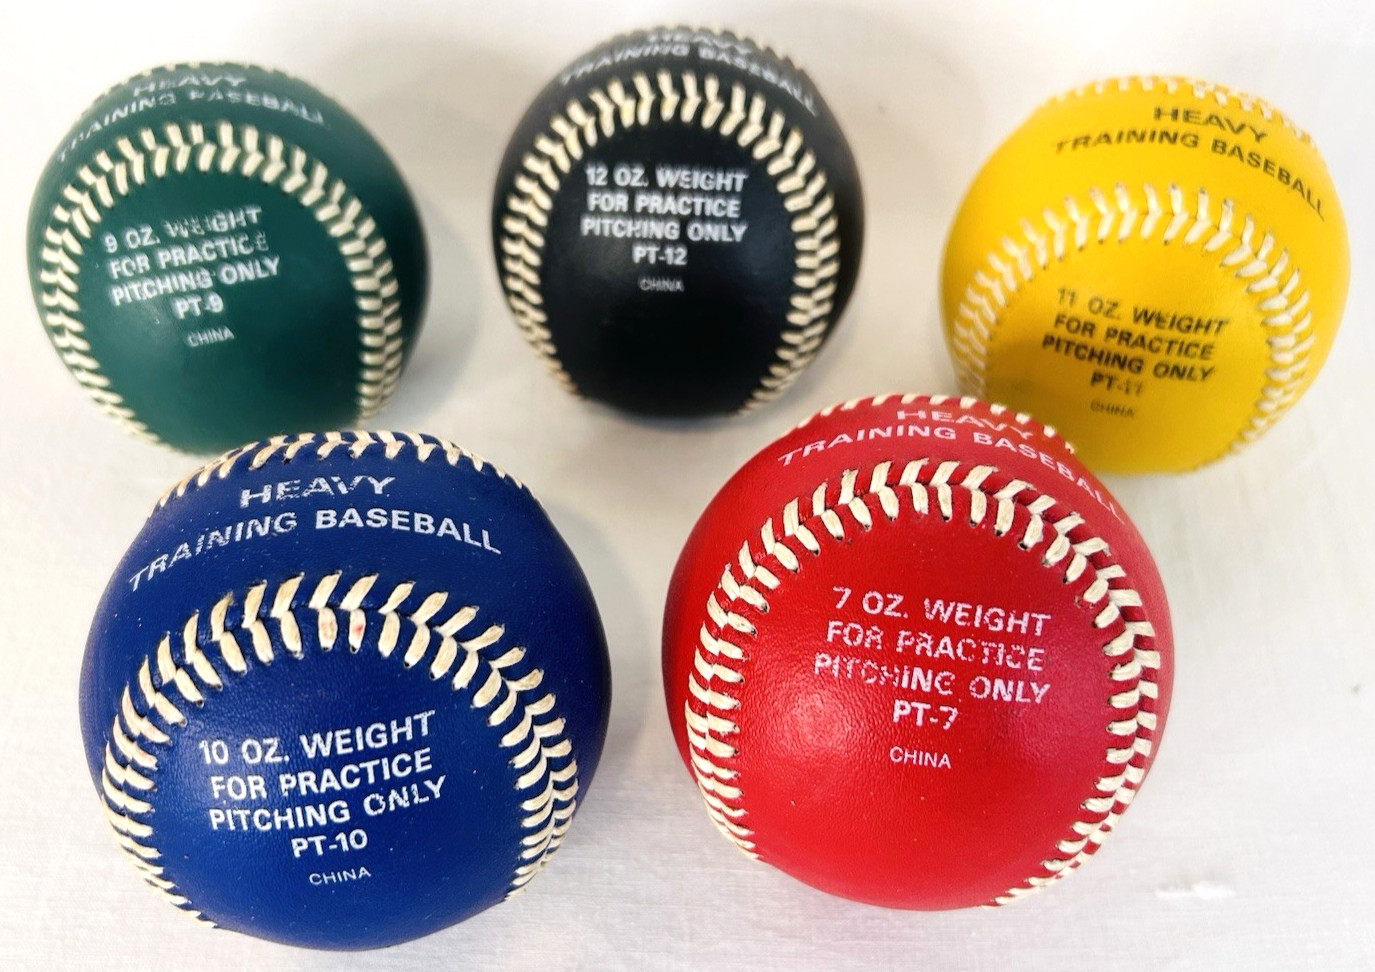 HEAVY
TRAINING BASEBALL
9 OZ. WEIGHT
FOR PRACTICE
PITCHING ONLY
PT-9
CHINA
HEAVY
TRAINING BASEBALL
12 OZ. WEIGHT
FOR PRACTICE
PITCHING ONLY
PT-12
CHINA
HEAVY
TRAINING BASEBALL
11 OZ. WEIGHT
FOR PRACTICE
PITCHING ONLY
PT-11
CHINA
HEAVY
TRAINING BASEBALL
10 OZ. WEIGHT
FOR PRACTICE
PITCHING ONLY
PT-10
CHINA
HEAVY
TRAINING BASEBALL
7 OZ. WEIGHT
FOR PRACTICE
PITCHING ONLY
PT-7
CHINA